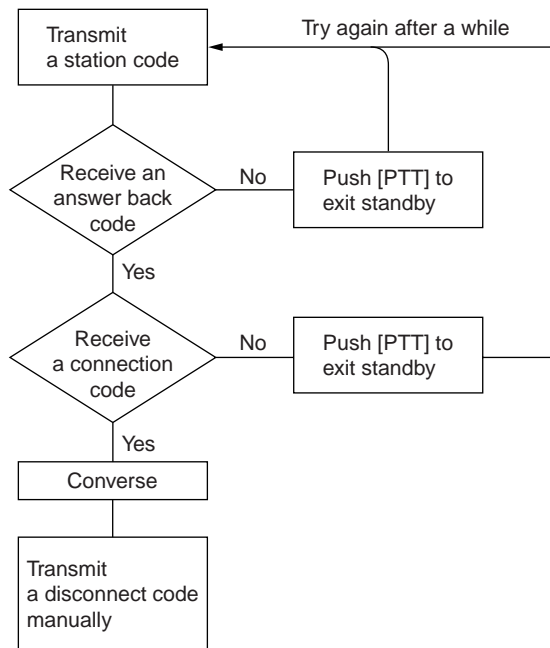 Transmit
a station code
Try again after a while
Receive an
answer back
code
No
Push [PTT] to
exit standby
Yes
Receive
a connection
code
No
Push [PTT] to
exit standby
Yes
Converse
Transmit
a disconnect code
manually